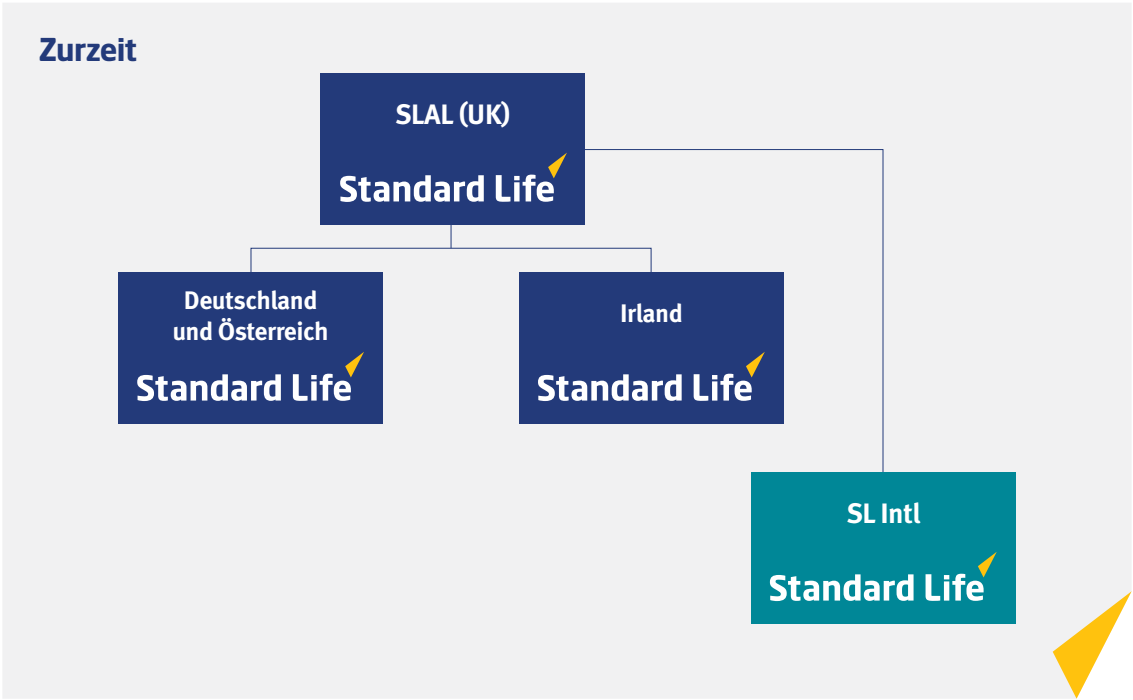 Zurzeit
SLAL (UK)
Standard Life
Deutschland
und Österreich
Standard Life
Irland
Standard Life
SL Intl
Standard Life